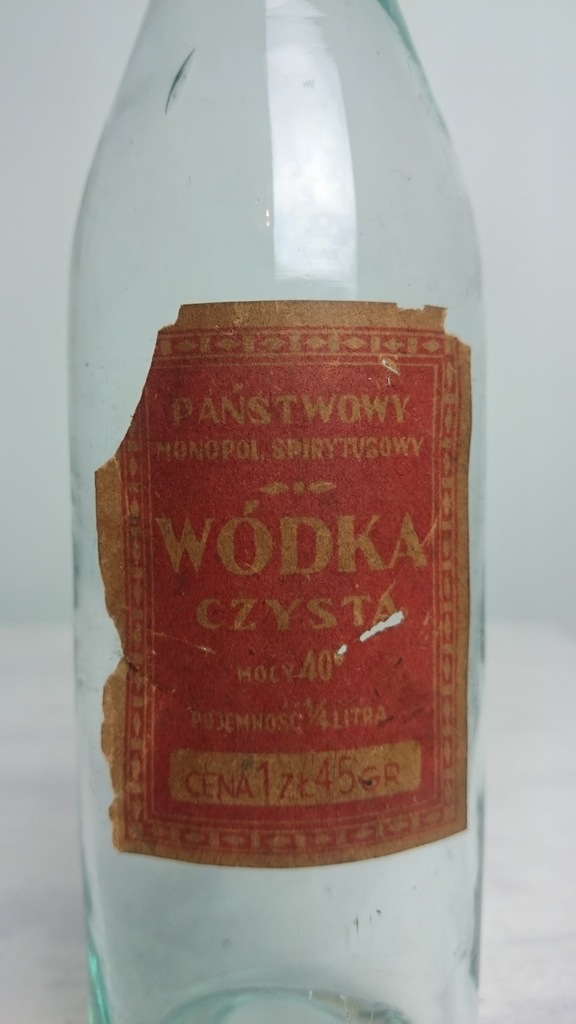 PAŃSTWOWY
MONOPOL SPIRYTUSOWY
WÓDKA
CZYSTA
MOCY 40°
POJEMNOŚĆ ¼ LITRA
CENA 1 ZŁ 45 GR